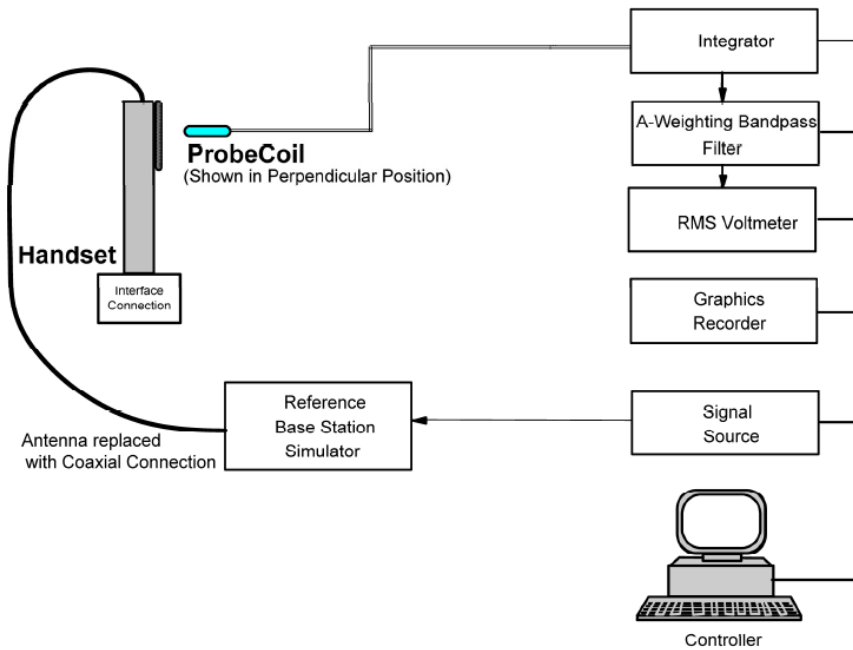 Integrator
A-Weighting Bandpass
Filter
ProbeCoil
(Shown in Perpendicular Position)
RMS Voltmeter
Handset
Interface
Connection
Graphics
Recorder
Reference
Base Station
Simulator
Signal
Source
Antenna replaced
with Coaxial Connection
Controller